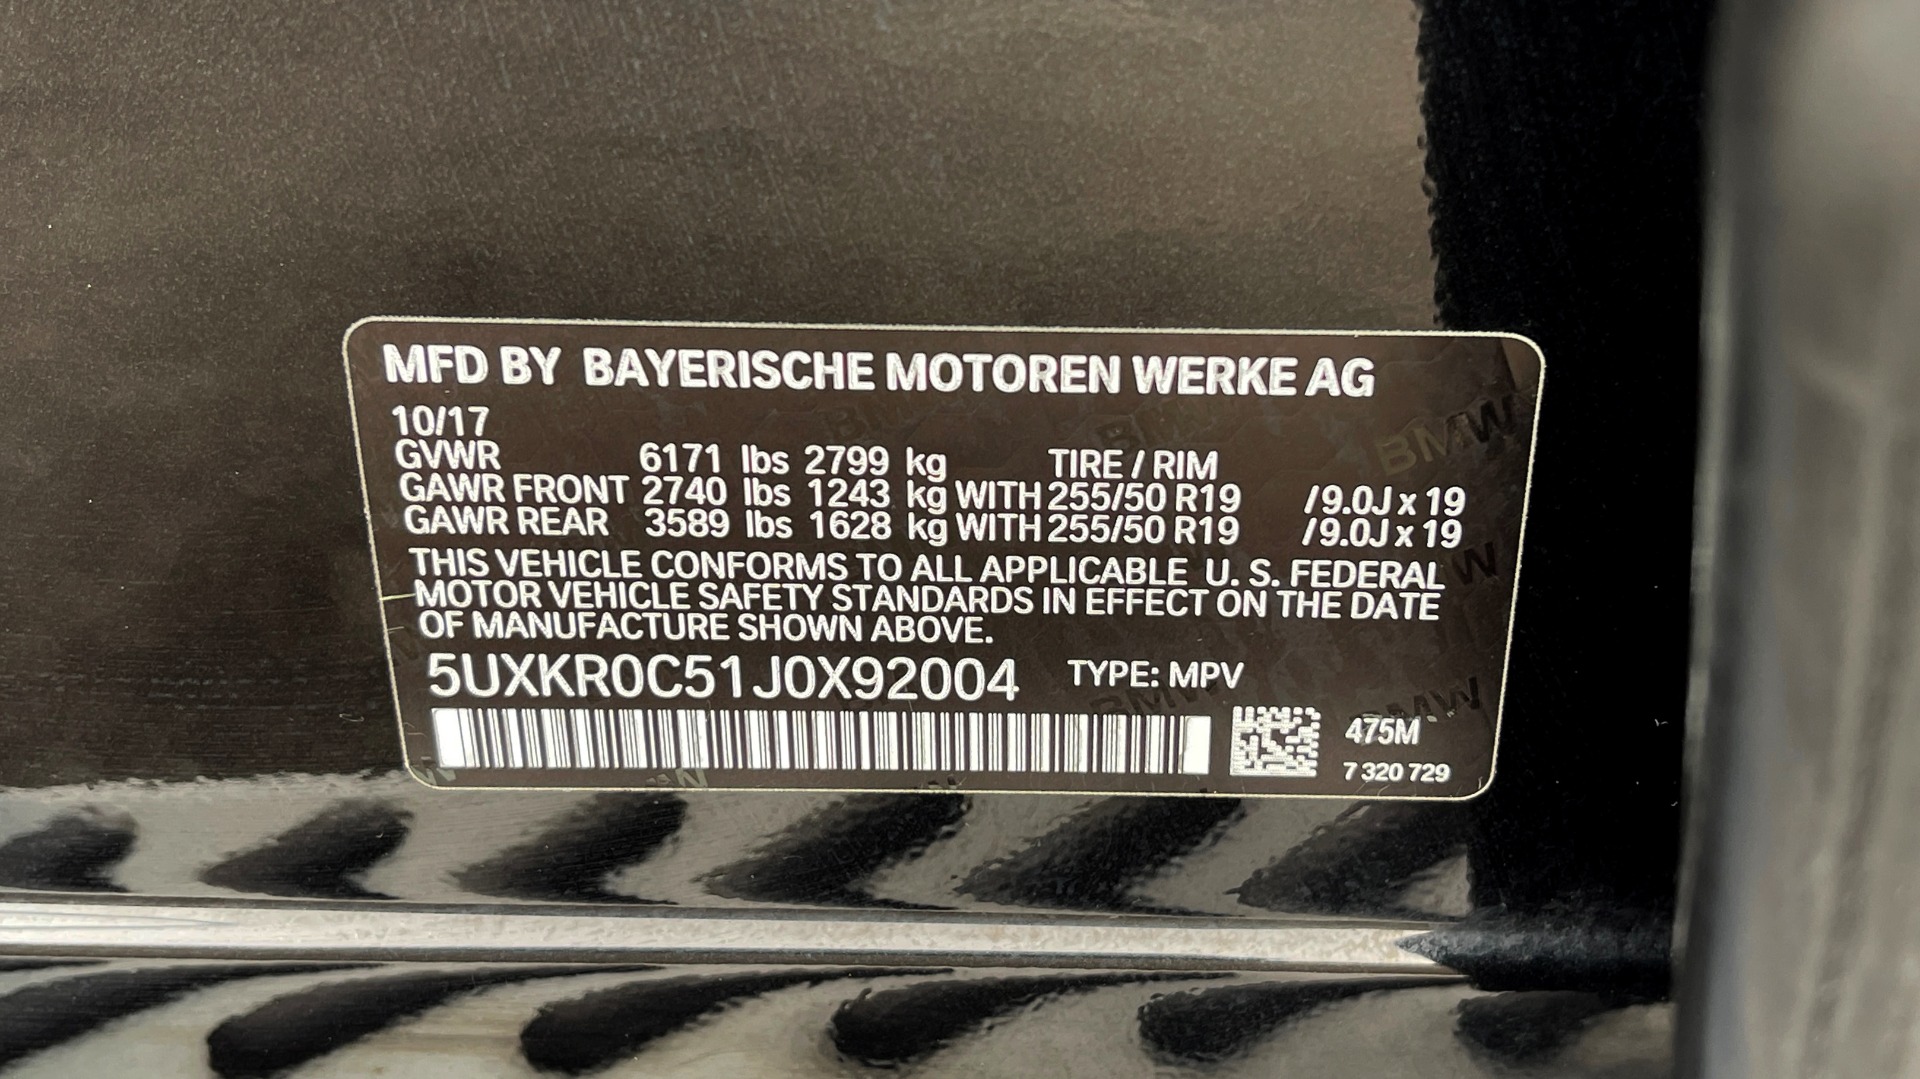 MFD BY BAYERISCHE MOTOREN WERKE AG
10/17
GVWR 6171 lbs 2799 kg TIRE / RIM
GAWR FRONT 2740 lbs 1243 kg WITH 255/50 R19 /9.0J x 19
GAWR REAR 3589 lbs 1628 kg WITH 255/50 R19 /9.0J x 19
THIS VEHICLE CONFORMS TO ALL APPLICABLE U. S. FEDERAL
MOTOR VEHICLE SAFETY STANDARDS IN EFFECT ON THE DATE
OF MANUFACTURE SHOWN ABOVE.
5UXKR0C51J0X92004 TYPE: MPV
475M
7 320 729
BMW